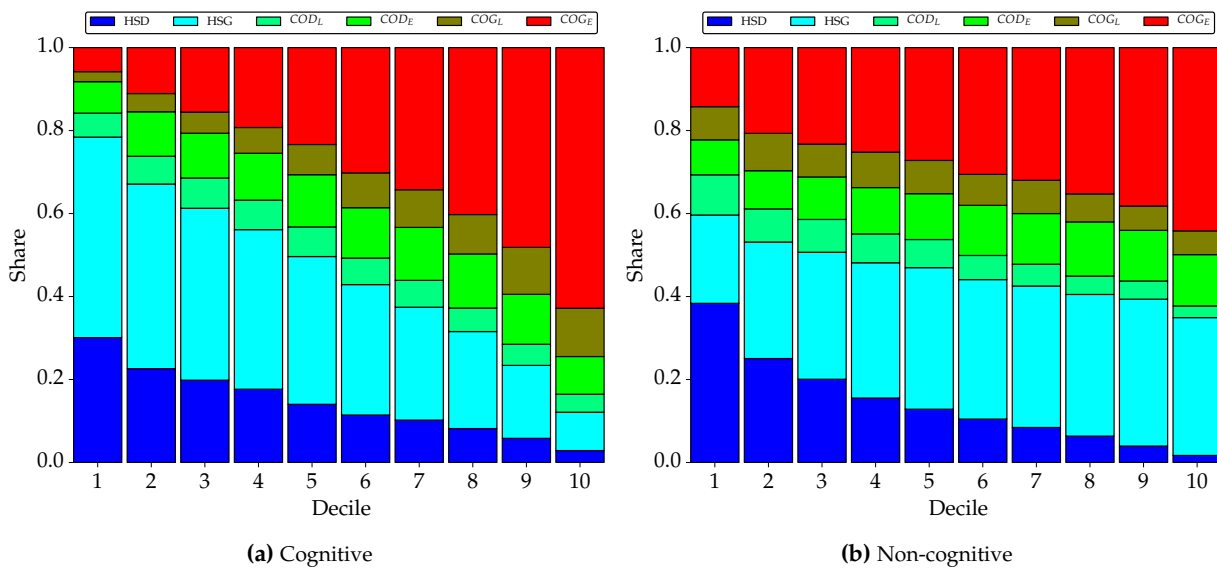 HSD HSG COD_L COD_E COG_L COG_E
1.0
0.8
0.6
0.4
0.2
0.0
Share
1 2 3 4 5 6 7 8 9 10
Decile
(a) Cognitive
HSD HSG COD_L COD_E COG_L COG_E
1.0
0.8
0.6
0.4
0.2
0.0
Share
1 2 3 4 5 6 7 8 9 10
Decile
(b) Non-cognitive